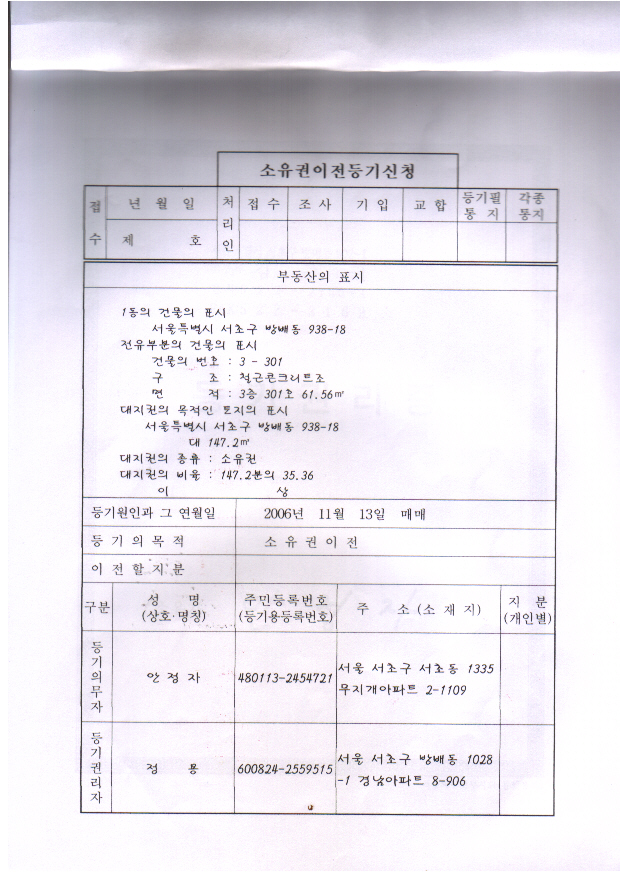 소유권이전등기신청
접수 년 월 일 처리인 접 수 조 사 기 입 교 합 등기필 통 지 각종 통지
제 호
부동산의 표시
1동의 건물의 표시
서울특별시 서초구 방배동 938-18
전유부분의 건물의 표시
건물의 번호 : 3 - 301
구 조 : 철근콘크리트조
면 적 : 3층 301호 61.56㎡
대지권의 목적인 토지의 표시
서울특별시 서초구 방배동 938-18
대 147.2㎡
대지권의 종류 : 소유권
대지권의 비율 : 147.2분의 35.36
이 상
등기원인과 그 연월일 2006년 11월 13일 매매
등 기 의 목 적 소 유 권 이 전
이 전 할 지 분
구분 성 명 (상호·명칭) 주민등록번호 (등기용등록번호) 주 소 (소 재 지) 지 분 (개인별)
등기의무자 안 정 자 480113-2454721 서울 서초구 서초동 1335
무지개아파트 2-1109
등기권리자 정 용 600824-2559515 서울 서초구 방배동 1028
-1 경남아파트 8-906